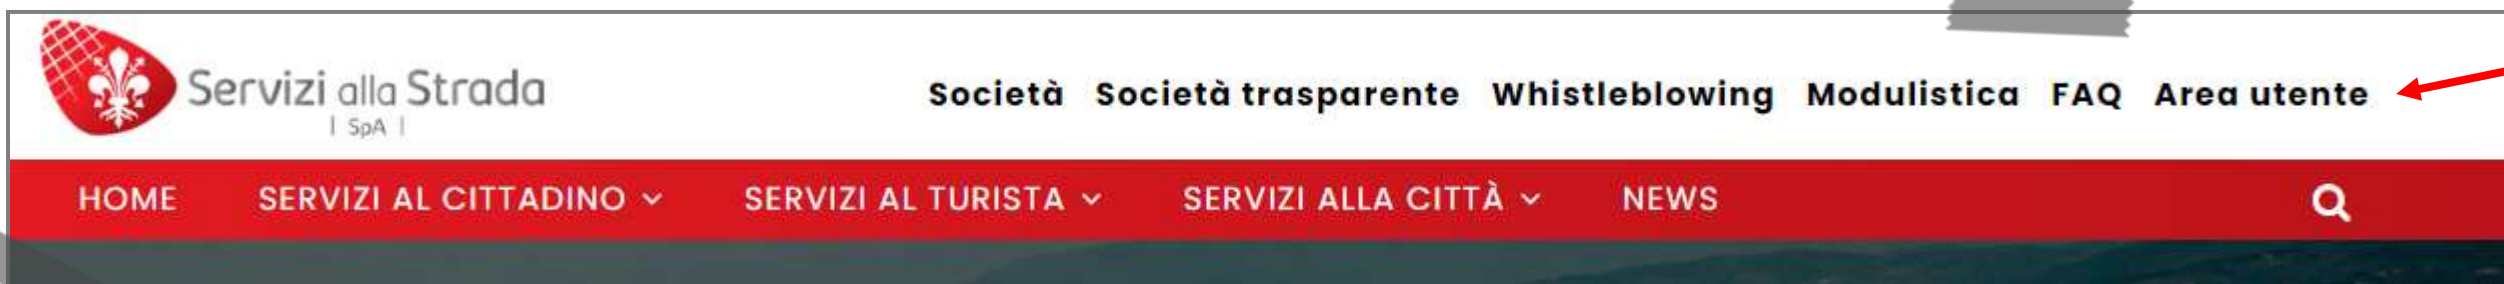 Servizi alla Strada
| SpA |
Società Società trasparente Whistleblowing Modulistica FAQ Area utente
HOME SERVIZI AL CITTADINO SERVIZI AL TURISTA SERVIZI ALLA CITTÀ NEWS